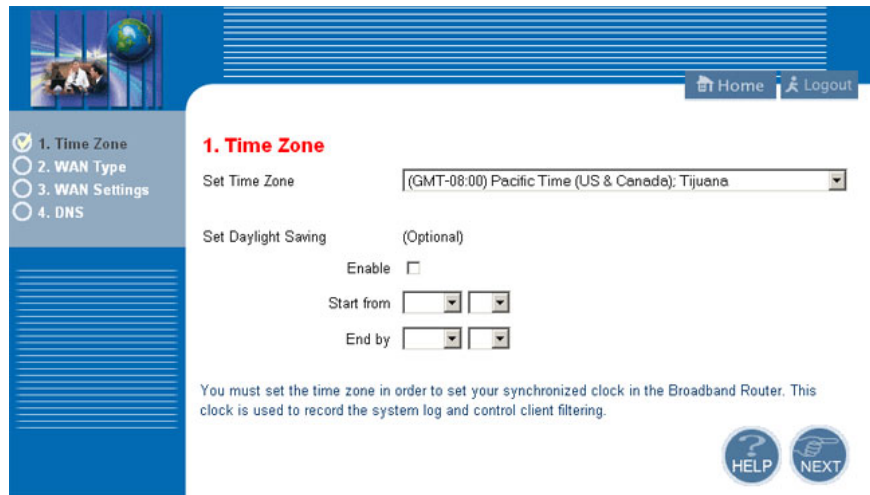 Home
Logout
1. Time Zone
2. WAN Type
3. WAN Settings
4. DNS
1. Time Zone
Set Time Zone
(GMT-08:00) Pacific Time (US & Canada); Tijuana
Set Daylight Saving (Optional)
Enable
Start from
End by
You must set the time zone in order to set your synchronized clock in the Broadband Router. This
clock is used to record the system log and control client filtering.
HELP
NEXT